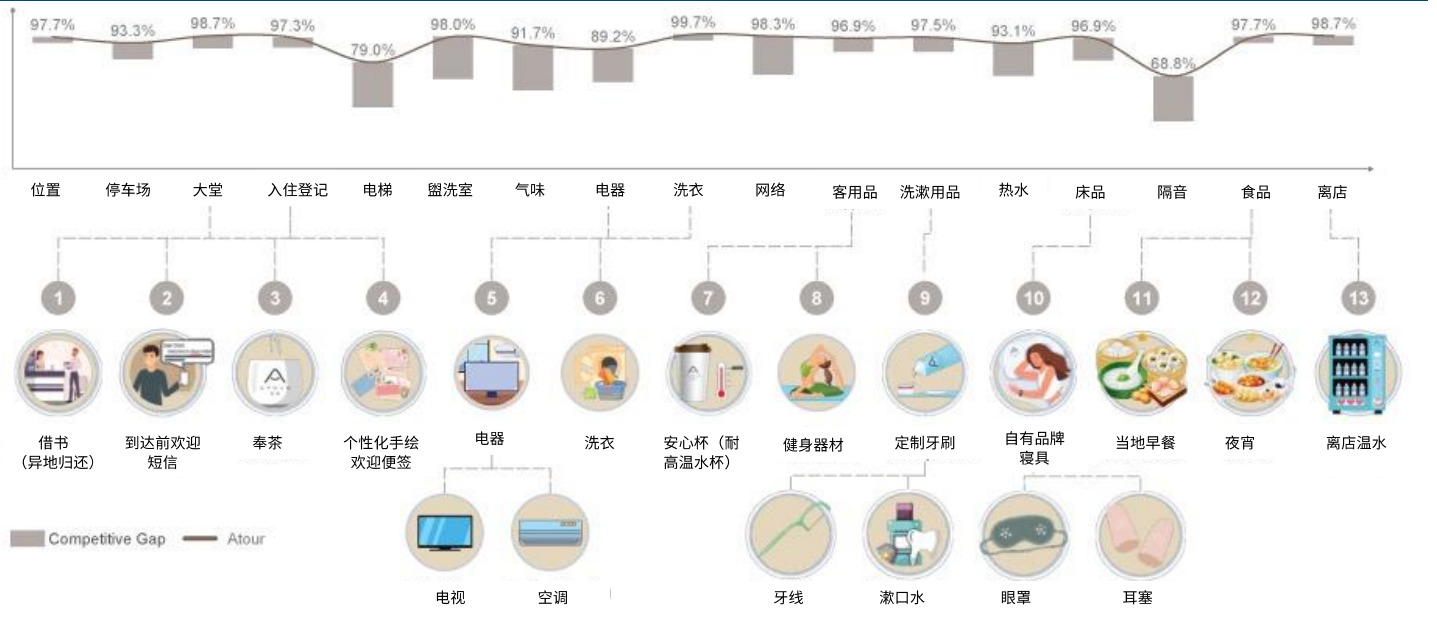 97.7%
93.3%
98.7%
97.3%
79.0%
98.0%
91.7%
89.2%
99.7%
98.3%
96.9%
97.5%
93.1%
96.9%
68.8%
97.7%
98.7%
位置
停车场
大堂
入住登记
电梯
盥洗室
气味
电器
洗衣
网络
客用品
洗漱用品
热水
床品
隔音
食品
离店
1
2
3
4
5
6
7
8
9
10
11
12
13
借书
（异地归还）
到达前欢迎
短信
奉茶
个性化手绘
欢迎便签
电器
洗衣
安心杯（耐
高温水杯）
健身器材
定制牙刷
自有品牌
寝具
当地早餐
夜宵
离店温水
Competitive Gap
Atour
电视
空调
牙线
漱口水
眼罩
耳塞